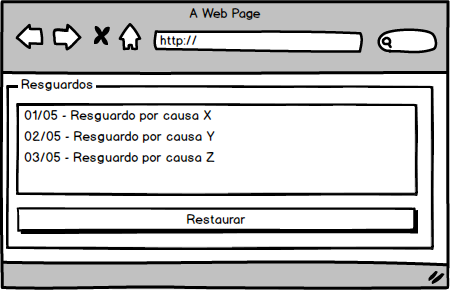 A Web Page
http://
Resguardos
01/05 - Resguardo por causa X
02/05 - Resguardo por causa Y
03/05 - Resguardo por causa Z
Restaurar